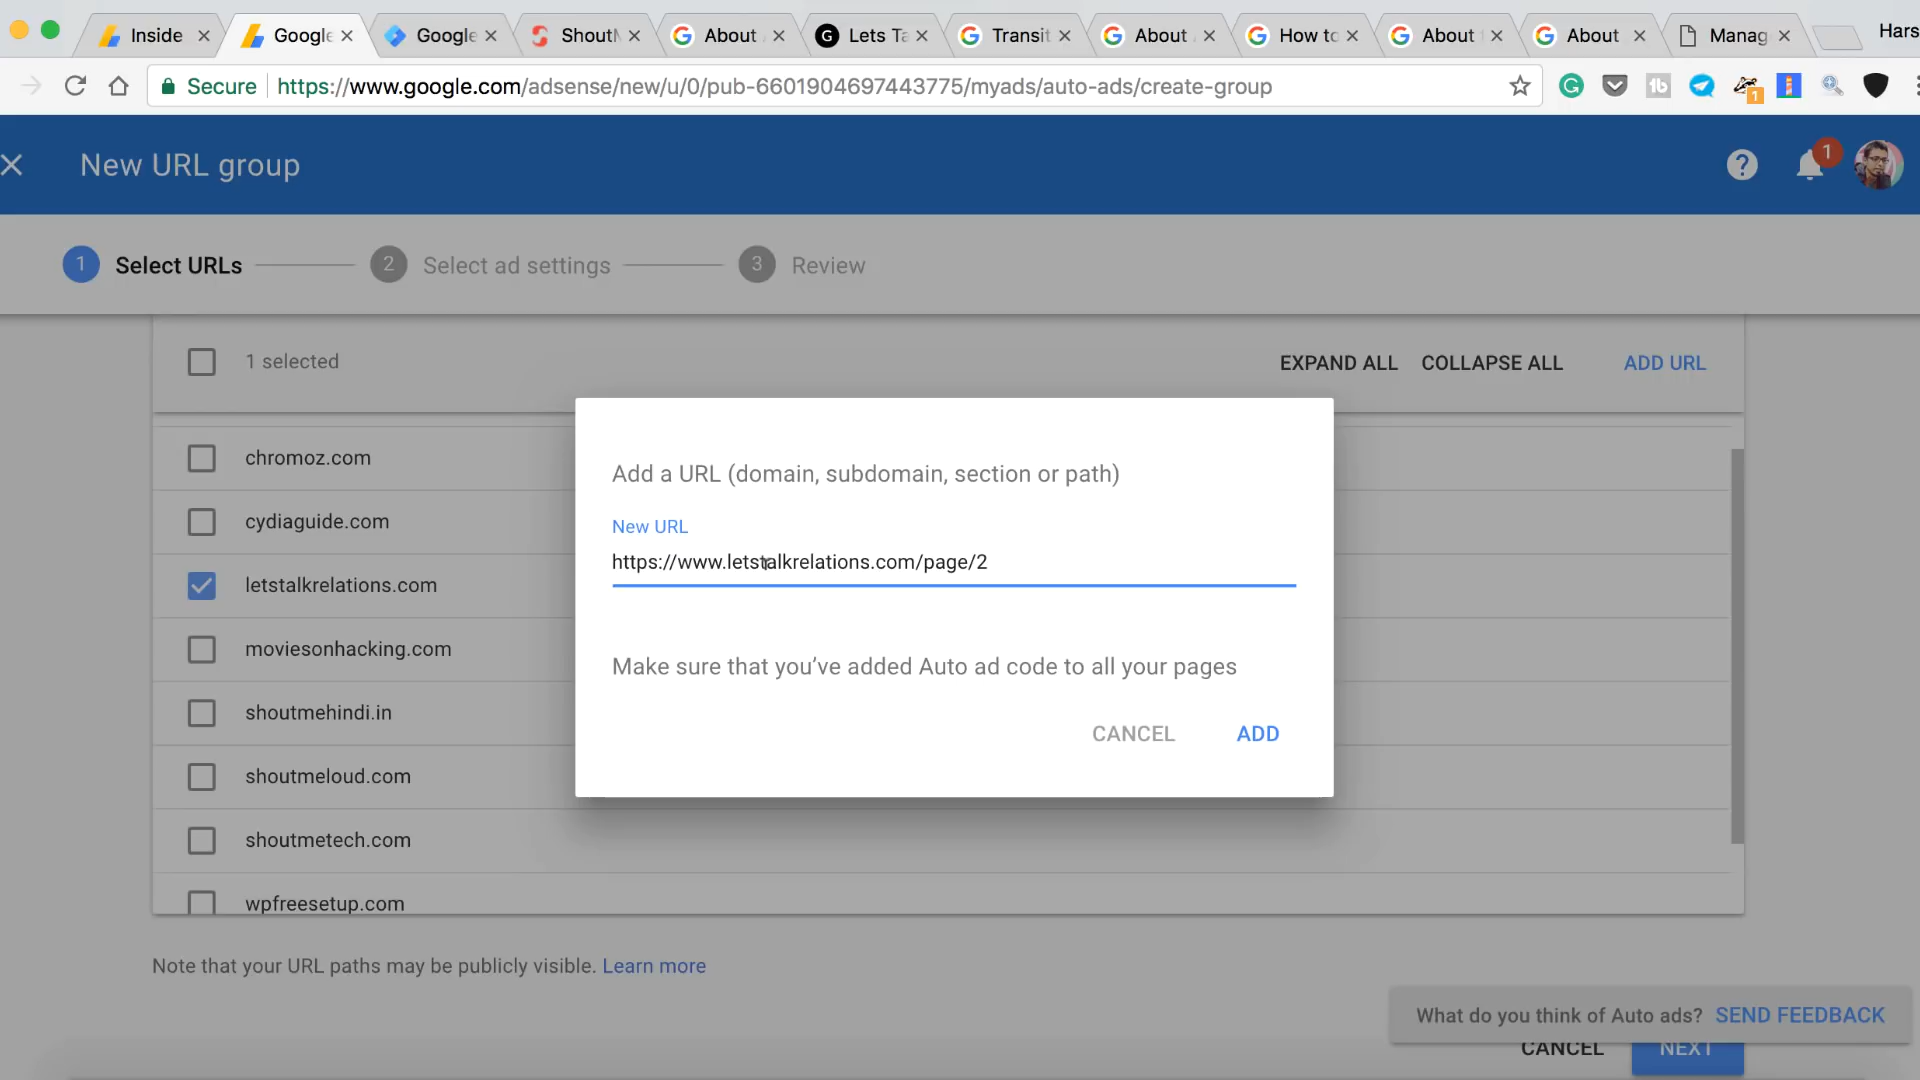 Inside
Google
Google
Shout
About
Lets Ta
Transit
About
How to
About
About
Manag
Hars
Secure https://www.google.com/adsense/new/u/0/pub-6601904697443775/myads/auto-ads/create-group
1
New URL group
1
1 Select URLs 2 Select ad settings 3 Review
1 selected EXPAND ALL COLLAPSE ALL ADD URL
chromoz.com
cydiaguide.com
letstalkrelations.com
moviesonhacking.com
shoutmehindi.in
shoutmeloud.com
shoutmetech.com
wpfreesetup.com
Add a URL (domain, subdomain, section or path)
New URL
https://www.letstalkrelations.com/page/2
Make sure that you’ve added Auto ad code to all your pages
CANCEL ADD
Note that your URL paths may be publicly visible. Learn more
What do you think of Auto ads? SEND FEEDBACK
CANCEL NEXT